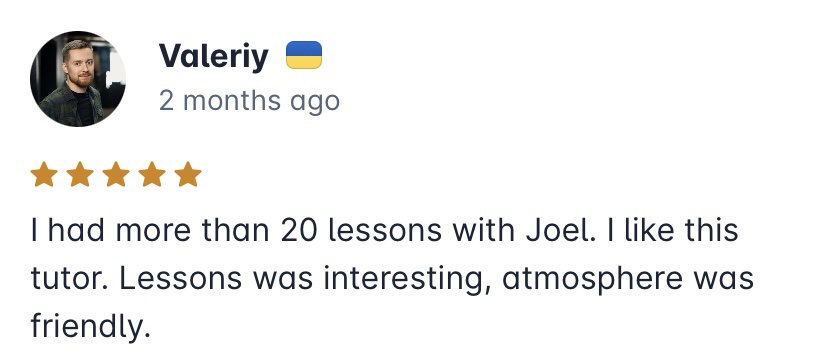 Valeriy
2 months ago
I had more than 20 lessons with Joel. I like this
tutor. Lessons was interesting, atmosphere was
friendly.